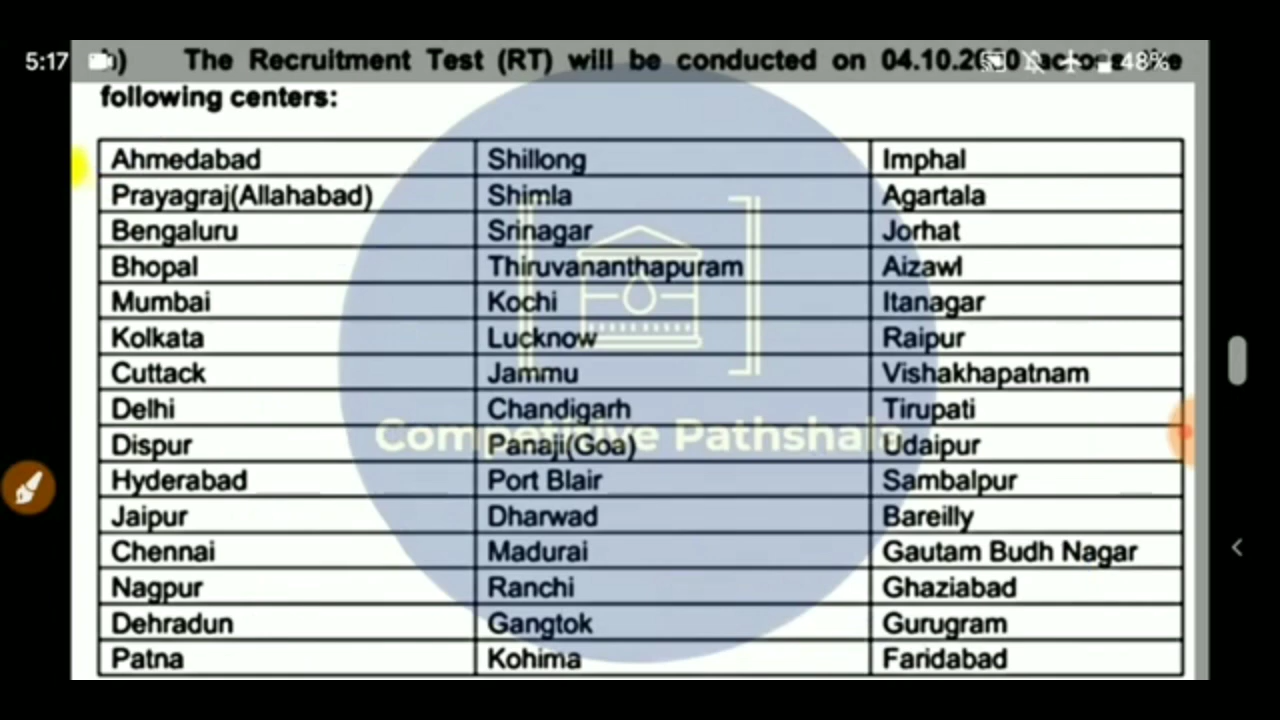 5:17
The Recruitment Test (RT) will be conducted on
48%
following centers:
Ahmedabad Shillong Imphal
Prayagraj(Allahabad) Shimla Agartala
Bengaluru Srinagar Jorhat
Bhopal Thiruvananthapuram Aizawl
Mumbai Kochi Itanagar
Kolkata Lucknow Raipur
Cuttack Jammu Vishakhapatnam
Delhi Chandigarh Tirupati
Competitive Pathshala
Dispur Panaji(Goa) Udaipur
Hyderabad Port Blair Sambalpur
Jaipur Dharwad Bareilly
Chennai Madurai Gautam Budh Nagar
Nagpur Ranchi Ghaziabad
Dehradun Gangtok Gurugram
Patna Kohima Faridabad